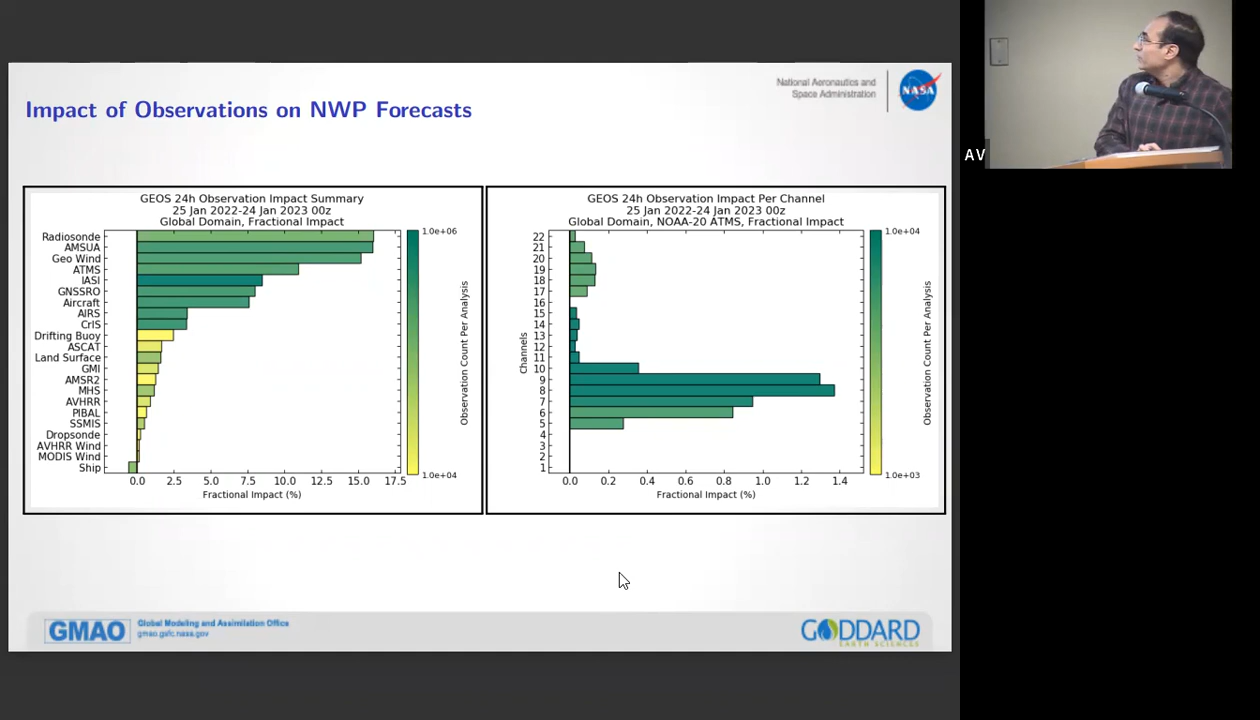 National Aeronautics and
Space Administration
NASA
Impact of Observations on NWP Forecasts
AV
GEOS 24h Observation Impact Summary
25 Jan 2022-24 Jan 2023 00z
Global Domain, Fractional Impact
Radiosonde
AMSUA
Geo Wind
ATMS
IASI
GNSSRO
Aircraft
AIRS
CrIS
Drifting Buoy
ASCAT
Land Surface
GMI
AMSR2
MHS
AVHRR
PIBAL
SSMIS
Dropsonde
AVHRR Wind
MODIS Wind
Ship
0.0 2.5 5.0 7.5 10.0 12.5 15.0 17.5
Fractional Impact (%)
1.0e+06
1.0e+04
Observation Count Per Analysis
GEOS 24h Observation Impact Per Channel
25 Jan 2022-24 Jan 2023 00z
Global Domain, NOAA-20 ATMS, Fractional Impact
Channels
22
21
20
19
18
17
16
15
14
13
12
11
10
9
8
7
6
5
4
3
2
1
0.0 0.2 0.4 0.6 0.8 1.0 1.2 1.4
Fractional Impact (%)
1.0e+04
1.0e+03
Observation Count Per Analysis
GMAO
Global Modeling and Assimilation Office
gmao.gsfc.nasa.gov
GODDARD
EARTH SCIENCES